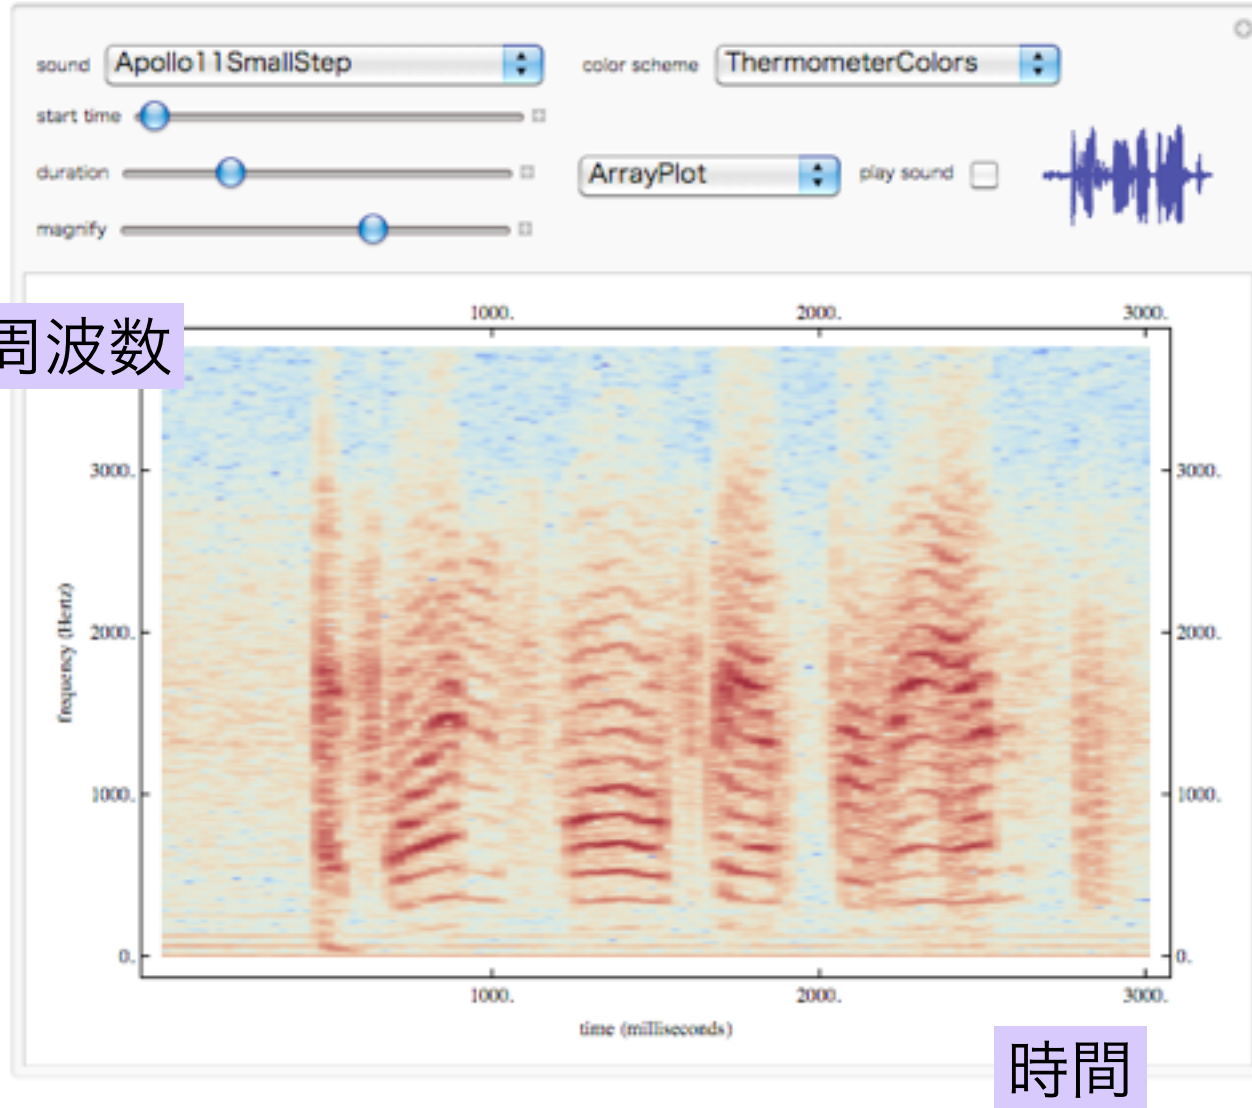 sound Apollo11SmallStep color scheme ThermometerColors
start time
duration ArrayPlot play sound
magnify
1000. 2000. 3000.
周波数
3000. 3000.
frequency (Hertz)
2000. 2000.
1000. 1000.
0. 0.
1000. 2000. 3000.
time (milliseconds)
時間